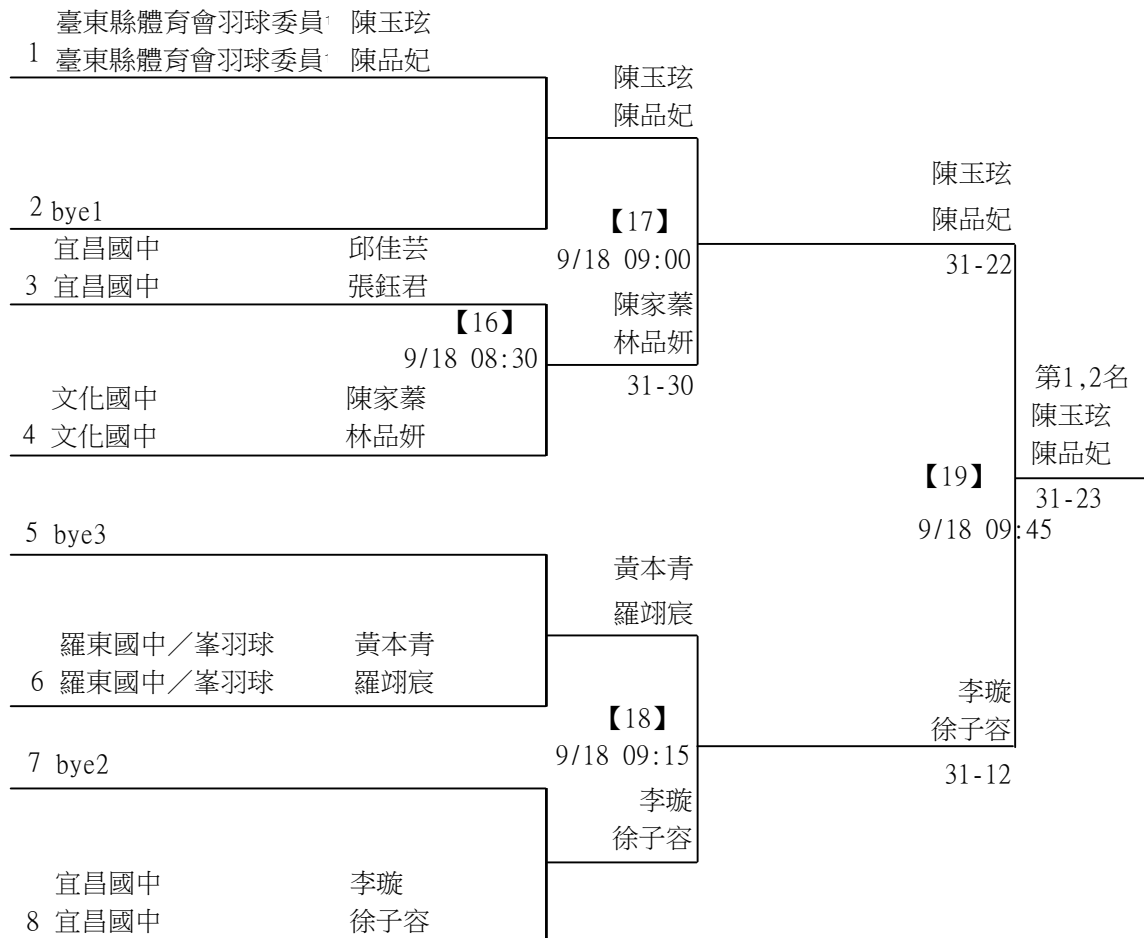 臺東縣體育會羽球委員 陳玉玹
1 臺東縣體育會羽球委員 陳品妃
陳玉玹
陳品妃
2 bye1
【17】
9/18 09:00
宜昌國中 邱佳芸
3 宜昌國中 張鈺君
【16】
9/18 08:30
陳家蓁
林品妍
31-30
文化國中 陳家蓁
4 文化國中 林品妍
陳玉玹
陳品妃
31-22
第1,2名
陳玉玹
陳品妃
31-23
【19】
9/18 09:45
5 bye3
黃本青
羅翊宸
羅東國中／峯羽球 黃本青
6 羅東國中／峯羽球 羅翊宸
【18】
9/18 09:15
7 bye2
李璇
徐子容
李璇
徐子容
31-12
宜昌國中 李璇
8 宜昌國中 徐子容